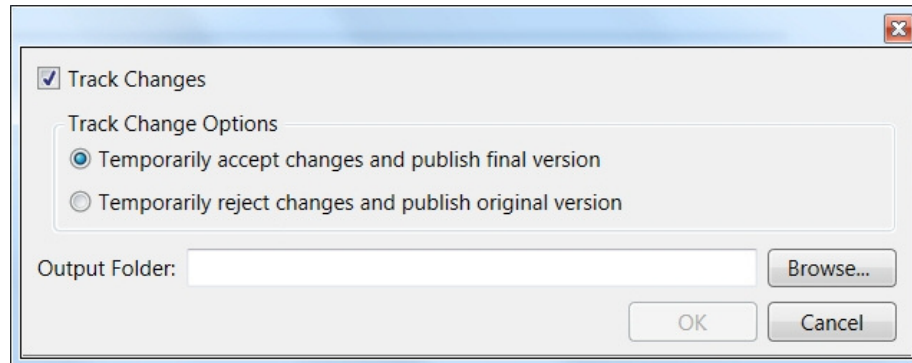 Track Changes
Track Change Options
Temporarily accept changes and publish final version
Temporarily reject changes and publish original version
Output Folder: Browse...
OK Cancel